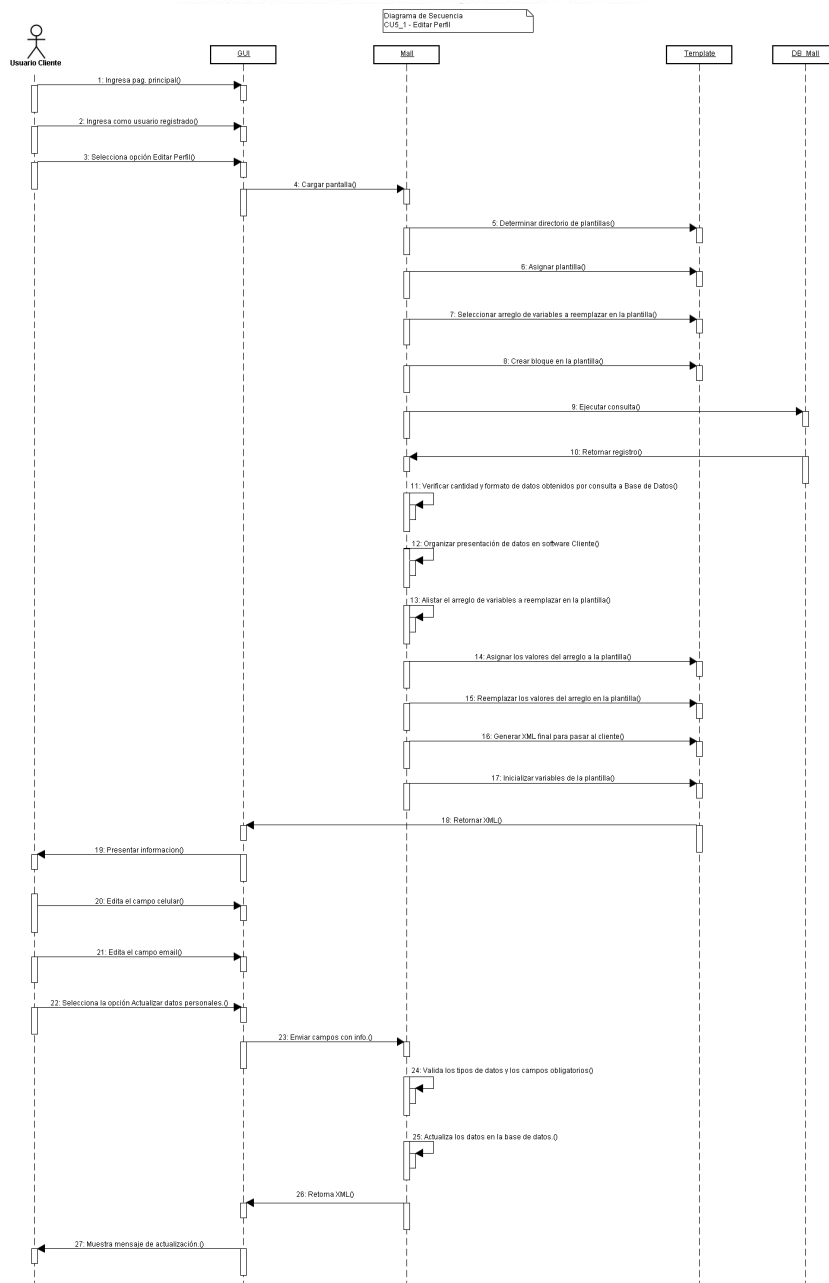 Diagrama de Secuencia
CU5_1 - Editar Perfil
Usuario Cliente
GUI
Mall
Template
DB_Mall
1: Ingresa pag. principal()
2: Ingresa como usuario registrado()
3: Selecciona opción Editar Perfil()
4: Cargar pantalla()
5: Determinar directorio de plantillas()
6: Asignar plantilla()
7: Seleccionar arreglo de variables a reemplazar en la plantilla()
8: Crear bloque en la plantilla()
9: Ejecutar consulta()
10: Retornar registro()
11: Verificar cantidad y formato de datos obtenidos por consulta a Base de Datos()
12: Organizar presentación de datos en software Cliente()
13: Alistar el arreglo de variables a reemplazar en la plantilla()
14: Asignar los valores del arreglo a la plantilla()
15: Reemplazar los valores del arreglo en la plantilla()
16: Generar XML final para pasar al cliente()
17: Inicializar variables de la plantilla()
18: Retornar XML()
19: Presentar informacion()
20: Edita el campo celular()
21: Edita el campo email()
22: Selecciona la opción Actualizar datos personales.()
23: Enviar campos con info.()
24: Valida los tipos de datos y los campos obligatorios()
25: Actualiza los datos en la base de datos.()
26: Retorna XML()
27: Muestra mensaje de actualización.()